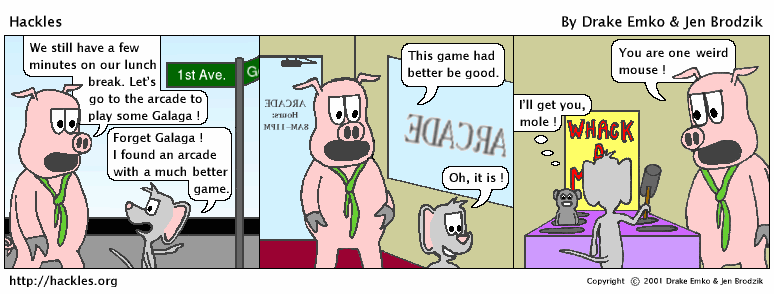 Hackles
By Drake Emko & Jen Brodzik
We still have a few
minutes on our lunch
break. Let's
go to the arcade to
play some Galaga !
1st Ave.
G
Forget Galaga !
I found an arcade
with a much better
game.
ARCADE
Hours:
8AM-11PM
This game had
better be good.
ARCADE
Oh, it is !
You are one weird
mouse !
I'll get you,
mole !
WHACK
A
M
http://hackles.org
Copyright © 2001 Drake Emko & Jen Brodzik